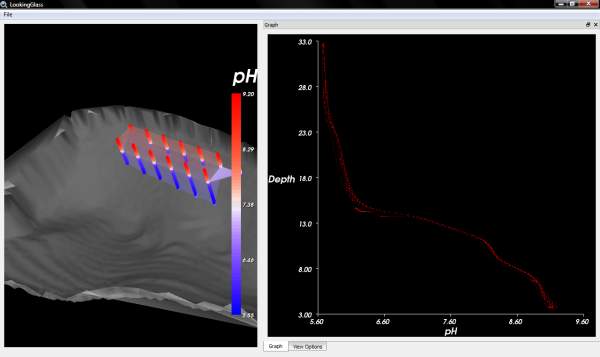 LookingGlass
File
pH
9.20
8.29
7.38
6.46
5.55
Graph
33.0
28.0
23.0
18.0
13.0
8.00
3.00
Depth
5.60
6.60
7.60
8.60
9.60
pH
Graph
View Options